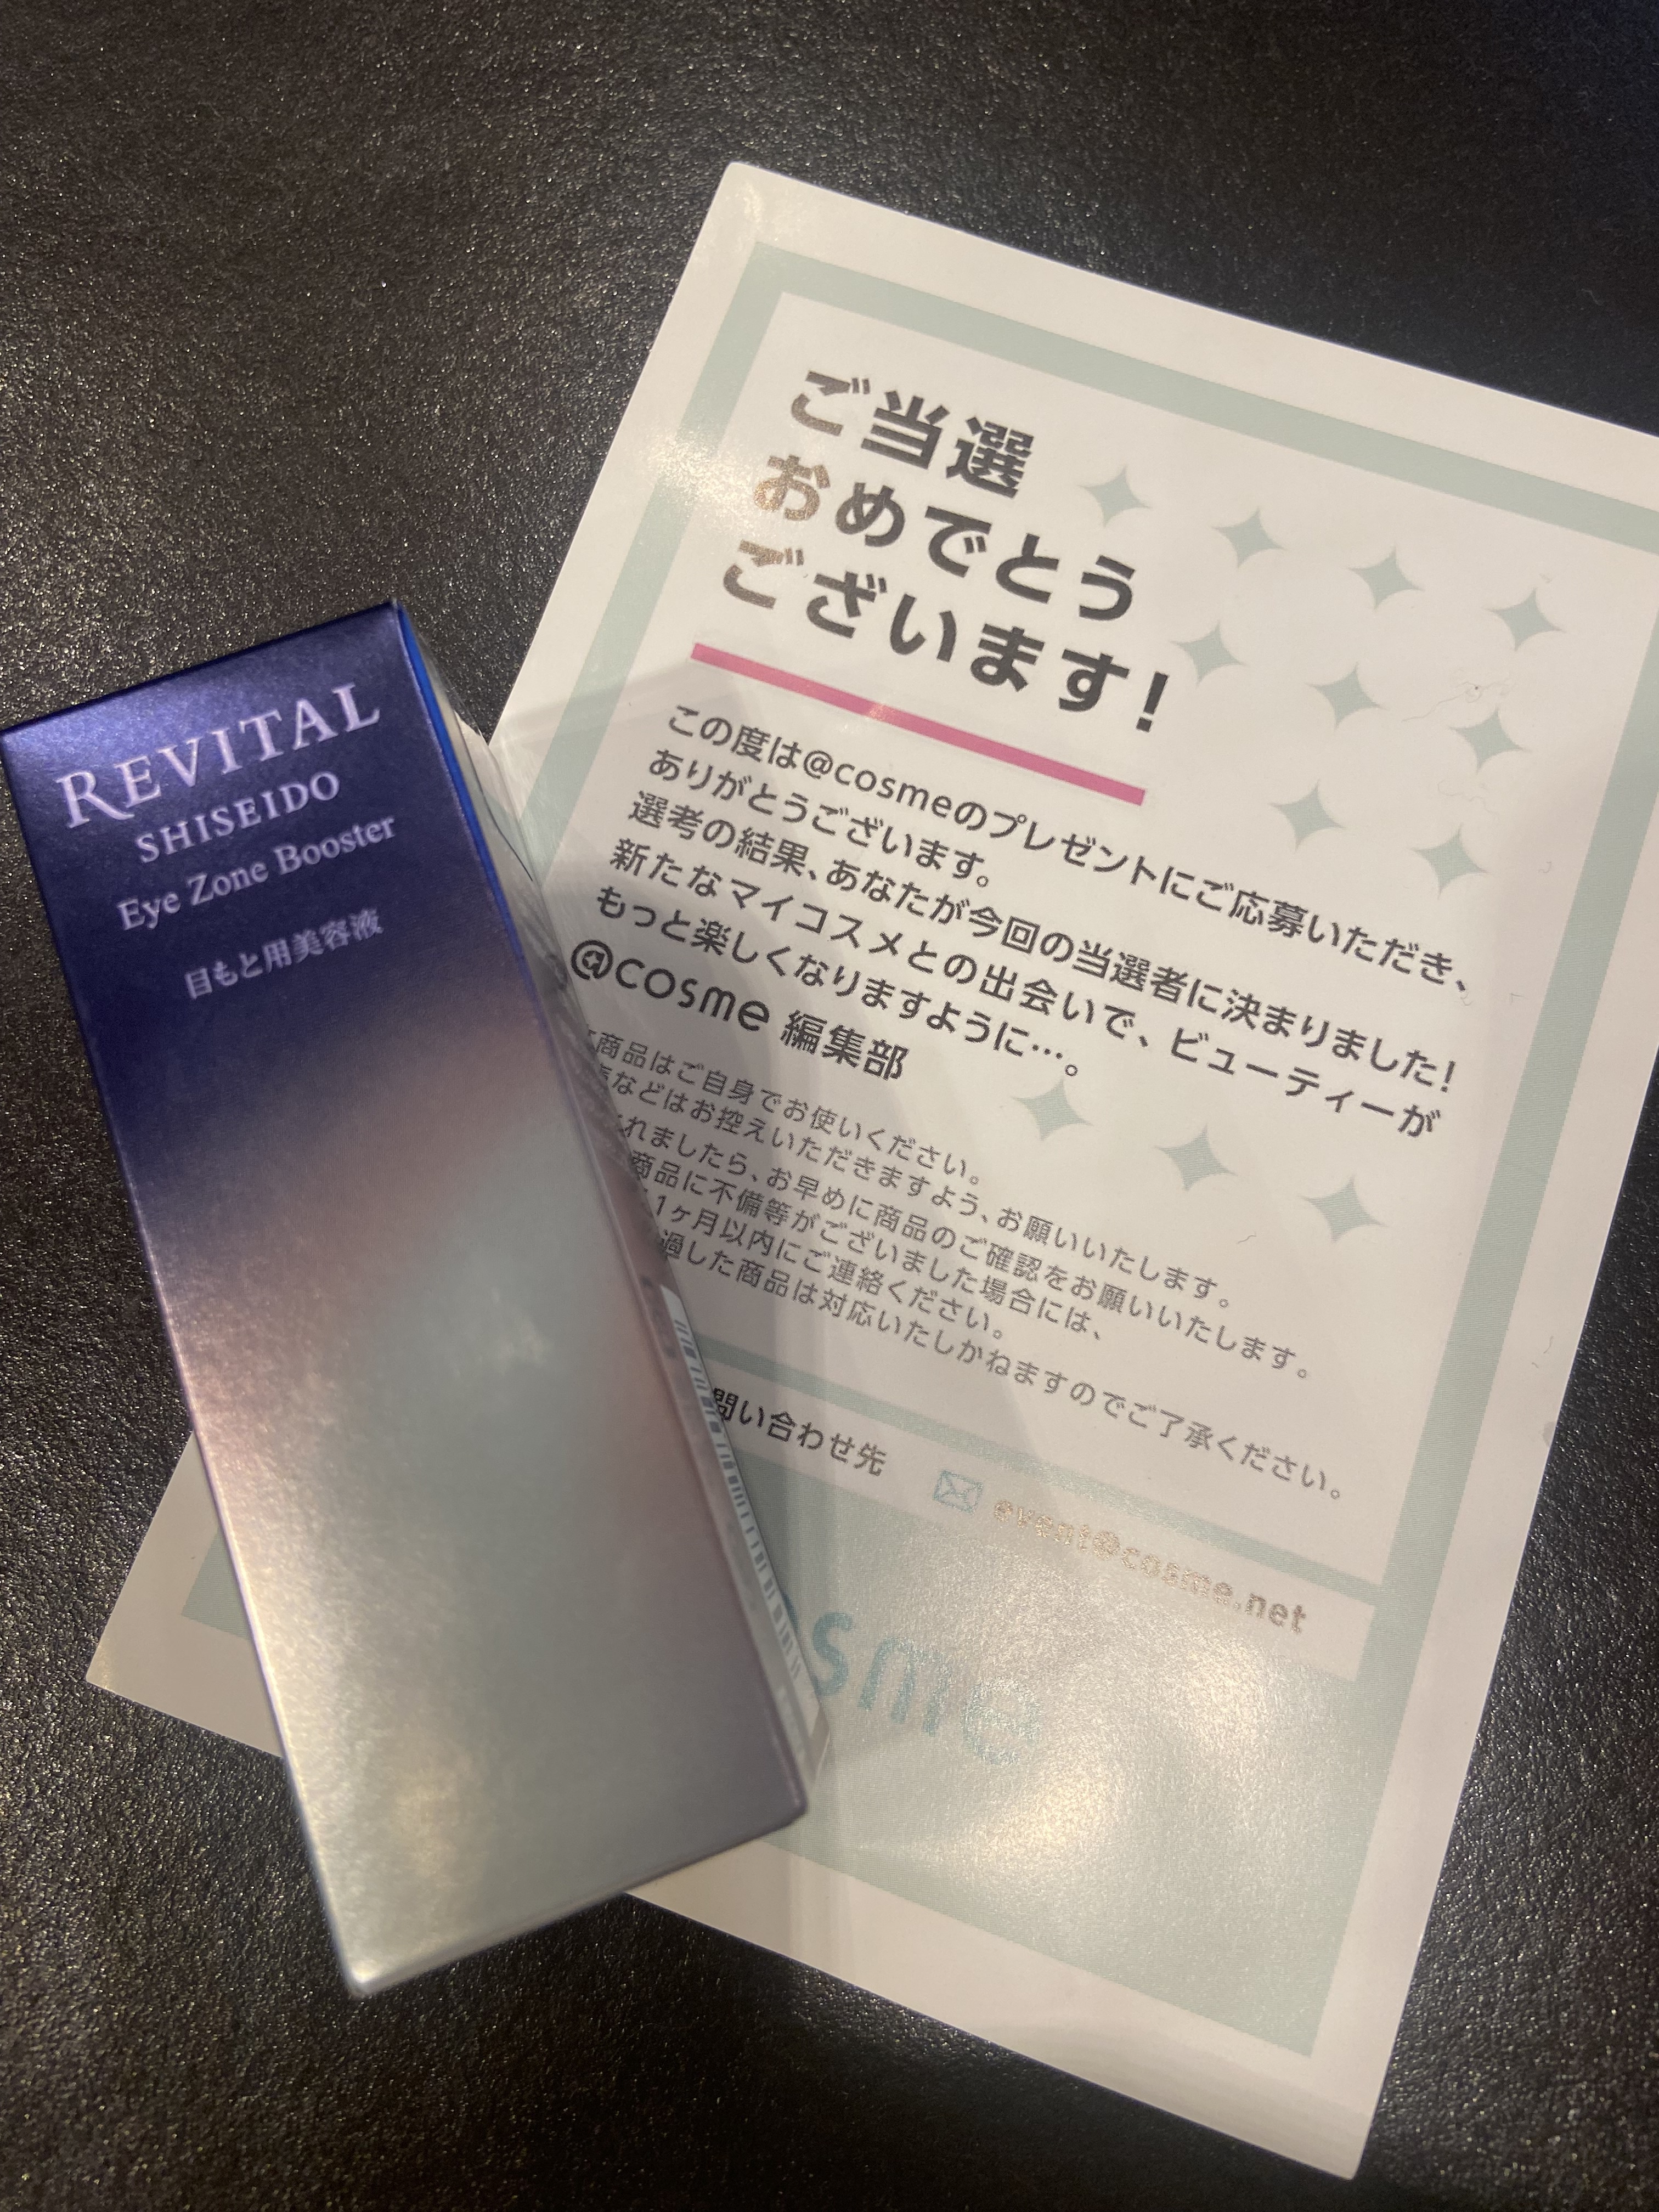 REVITAL
SHISEIDO
Eye Zone Booster
目もと用美容液
ご当選
おめでとう
ございます!
この度は@cosmeのプレゼントにご応募いただき、
ありがとうございます。
選考の結果、あなたが今回の当選者に決まりました!
新たなマイコスメとの出会いで、ビューティーが
もっと楽しくなりますように…。
@cosme 編集部
商品はご自身でお使いください。
などはお控えいただきますよう、お願いいたします。
れましたら、お早めに商品のご確認をお願いいたします。
商品に不備等がございました場合には、
1ヶ月以内にご連絡ください。
過した商品は対応いたしかねますのでご了承ください。
問い合わせ先
event@cosme.net
osme